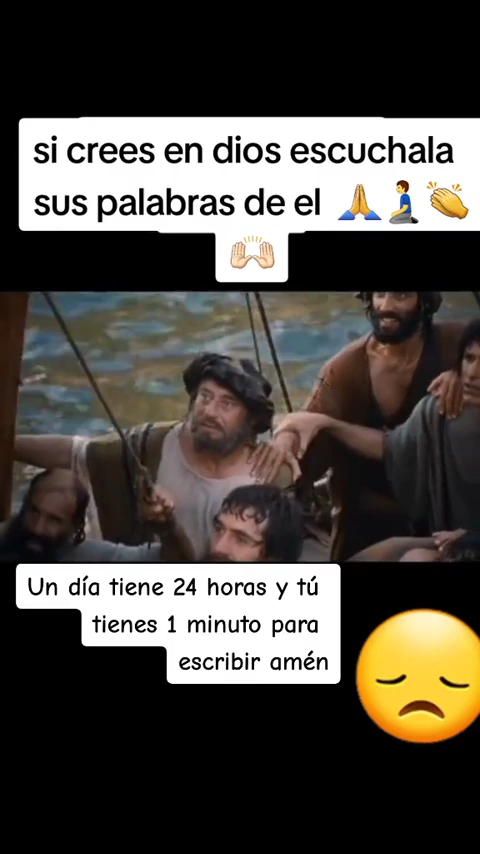 si crees en dios escuchala
sus palabras de el 🙏🧎‍♂️👏🏻
🙌🏻
Un día tiene 24 horas y tú
tienes 1 minuto para
escribir amén